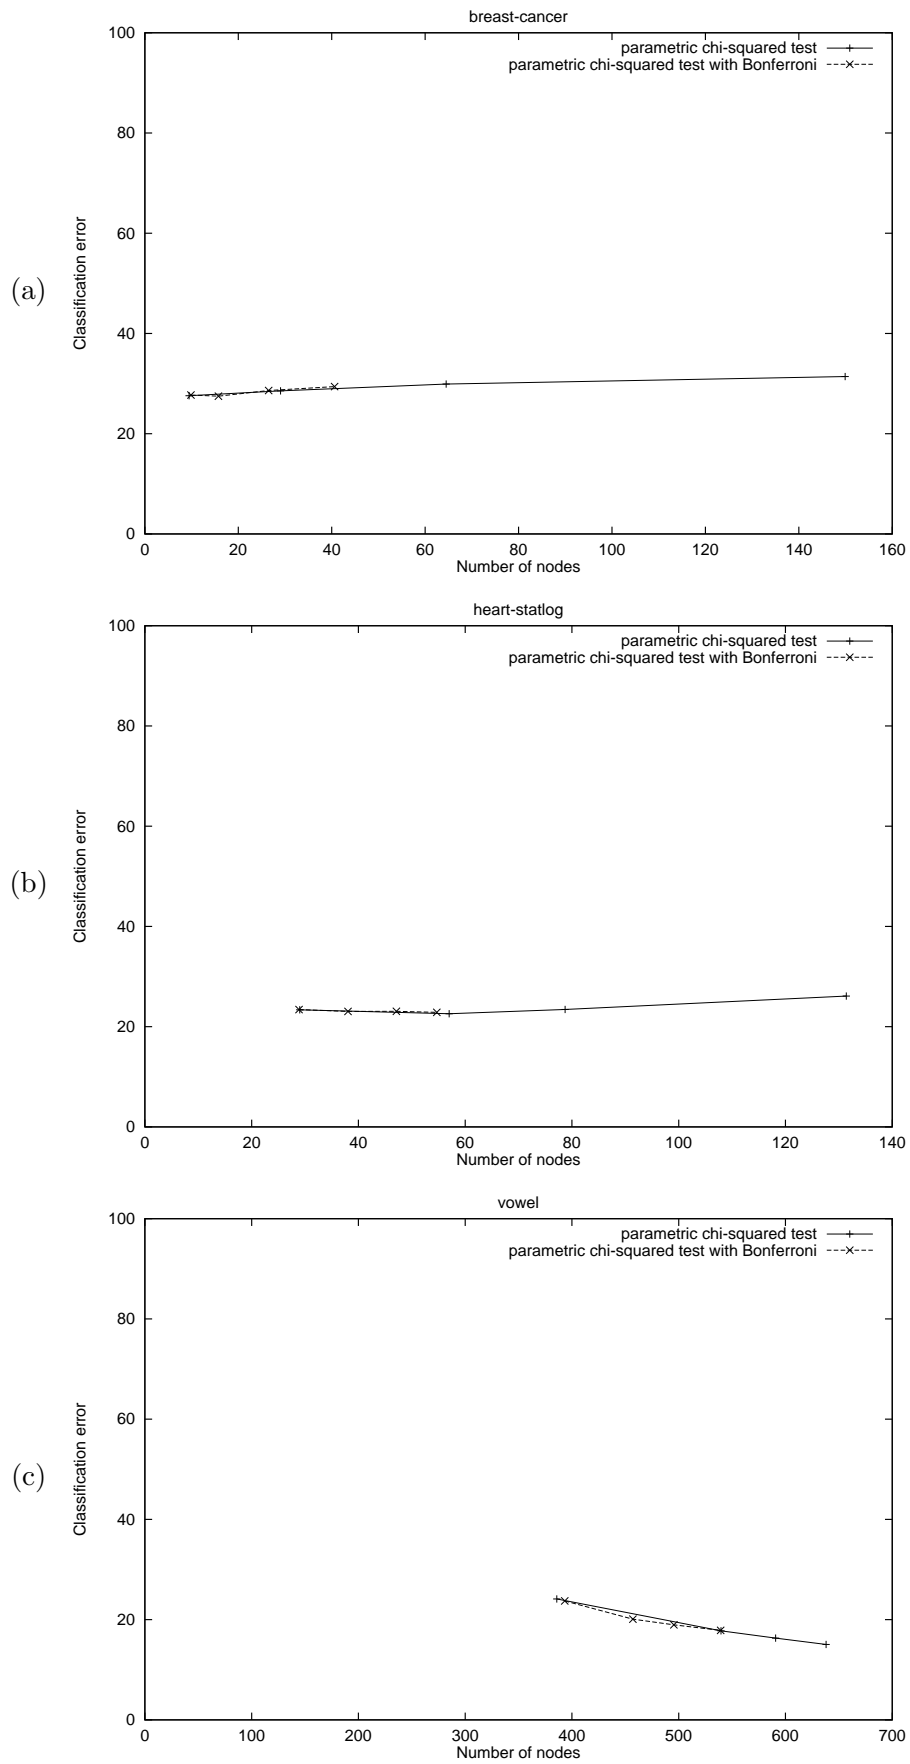 breast-cancer
100
parametric chi-squared test
parametric chi-squared test with Bonferroni
80
60
Classification error
(a)
40
20
0
0 20 40 60 80 100 120 140 160
Number of nodes
heart-statlog
100
parametric chi-squared test
parametric chi-squared test with Bonferroni
80
60
Classification error
(b)
40
20
0
0 20 40 60 80 100 120 140
Number of nodes
vowel
100
parametric chi-squared test
parametric chi-squared test with Bonferroni
80
60
Classification error
(c)
40
20
0
0 100 200 300 400 500 600 700
Number of nodes